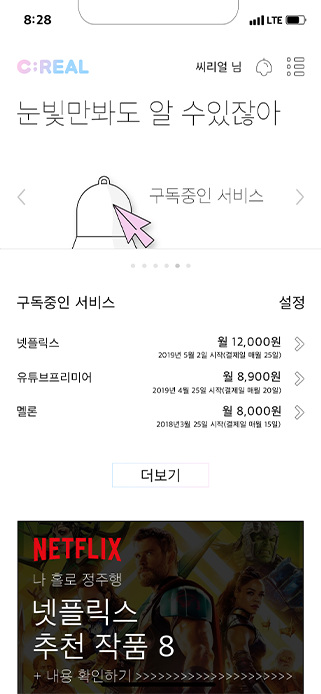 8:28
LTE
C:REAL
씨리얼 님
눈빛만봐도 알 수있잖아
구독중인 서비스
구독중인 서비스
설정
넷플릭스
월 12,000원
2019년 5월 2일 시작(결제일 매월 25일)
유튜브프리미어
월 8,900원
2019년 4월 25일 시작(결제일 매월 20일)
멜론
월 8,000원
2018년3월 25일 시작(결제일 매월 15일)
더보기
NETFLIX
나 홀로 정주행
넷플릭스
추천 작품 8
+ 내용 확인하기 >>>>>>>>>>>>>>>>>>>>>>